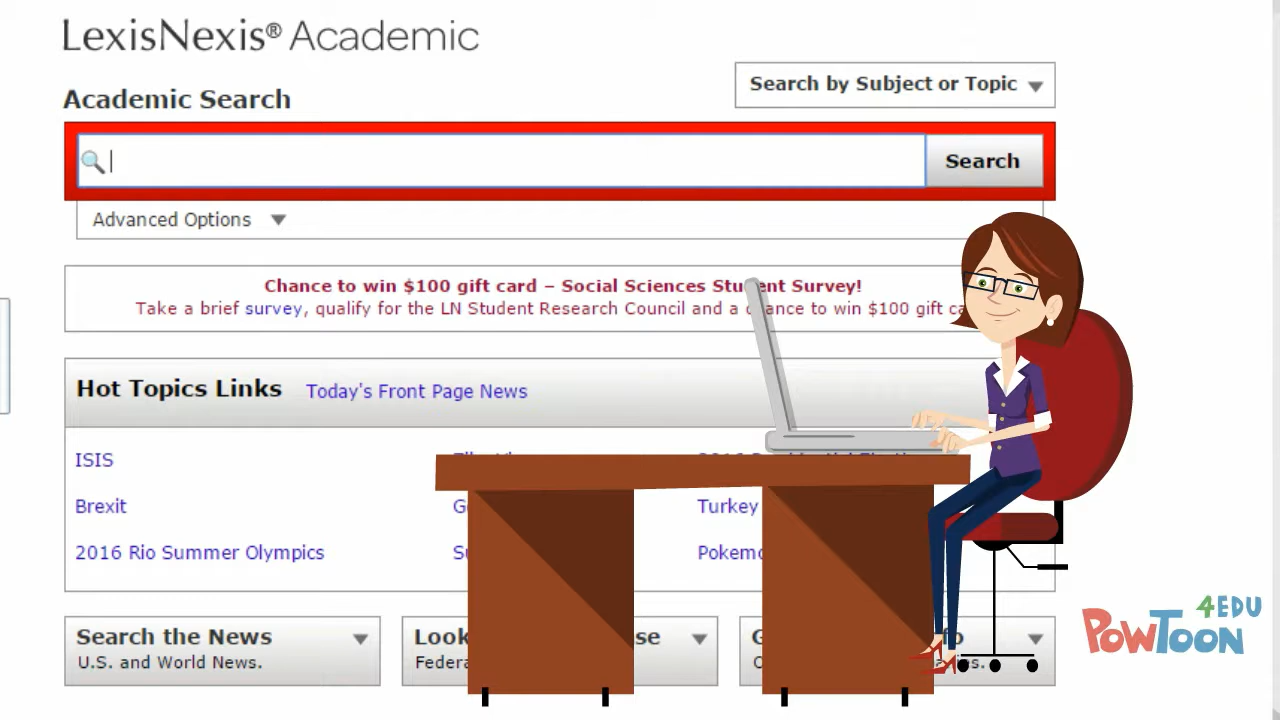 LexisNexis® Academic
Search by Subject or Topic
Academic Search
Search
Advanced Options
Chance to win $100 gift card – Social Sciences Student Survey!
Take a brief survey, qualify for the LN Student Research Council and a chance to win $100 gift
Hot Topics Links Today's Front Page News
ISIS
Brexit Turkey
2016 Rio Summer Olympics
4EDU
POWTOON
Search the News
U.S. and World News.
Look